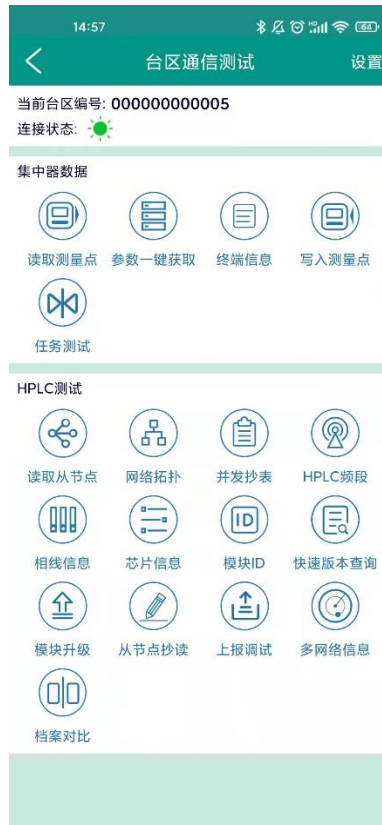 14:57
64
台区通信测试
设置
当前台区编号: 000000000005
连接状态:
集中器数据
读取测量点 参数一键获取 终端信息 写入测量点
任务测试
HPLC测试
读取从节点 网络拓扑 并发抄表 HPLC频段
ID
相线信息 芯片信息 模块ID 快速版本查询
模块升级 从节点抄读 上报调试 多网络信息
档案对比